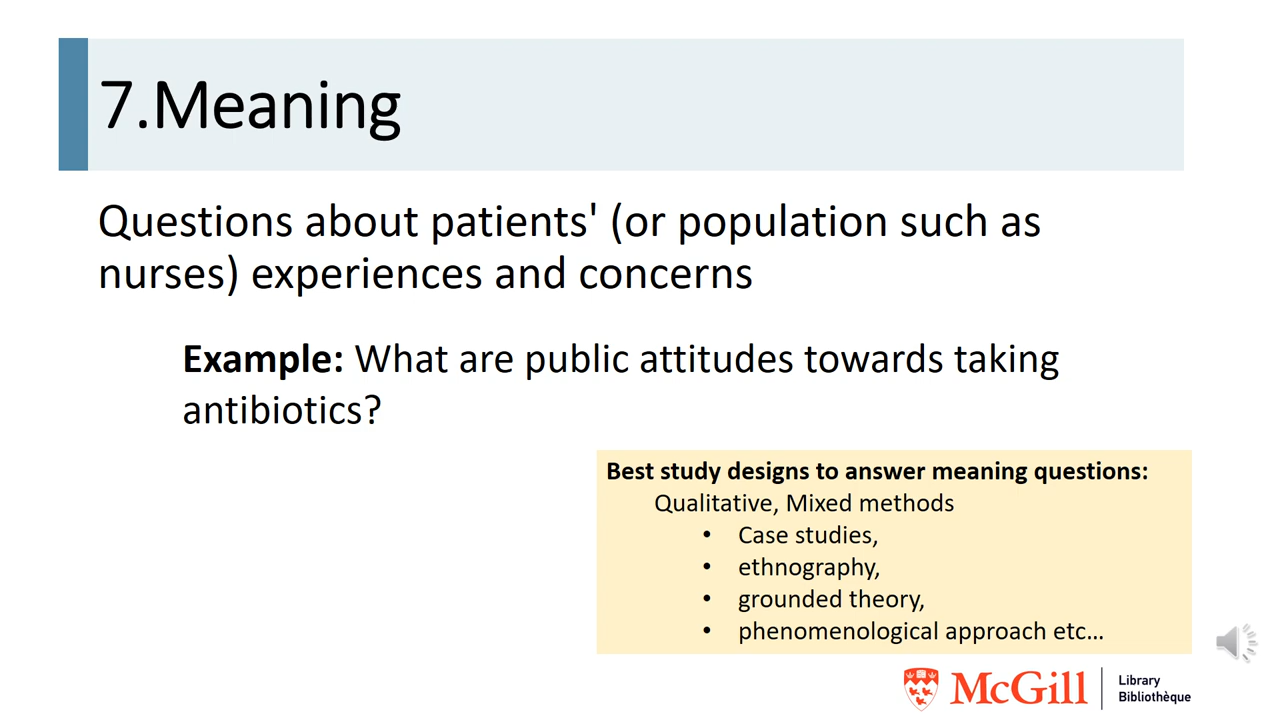 7.Meaning
Questions about patients' (or population such as
nurses) experiences and concerns
Example: What are public attitudes towards taking
antibiotics?
Best study designs to answer meaning questions:
Qualitative, Mixed methods
• Case studies,
• ethnography,
• grounded theory,
• phenomenological approach etc...
McGill
Library
Bibliothèque